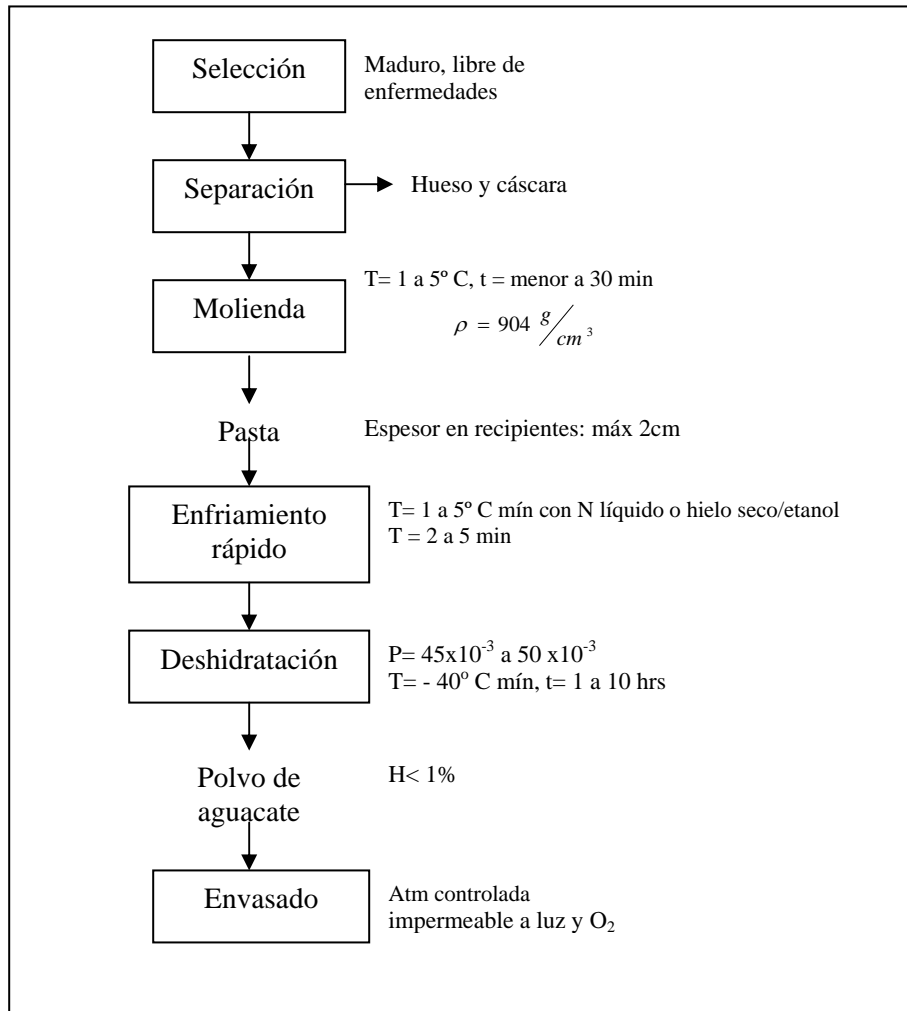 Selección
Maduro, libre de
enfermedades
Separación
Hueso y cáscara
Molienda
T= 1 a 5º C, t = menor a 30 min
ρ = 904 g/cm³
Pasta
Espesor en recipientes: máx 2cm
Enfriamiento
rápido
T= 1 a 5º C mín con N líquido o hielo seco/etanol
T = 2 a 5 min
Deshidratación
P= 45x10⁻³ a 50 x10⁻³
T= - 40º C mín, t= 1 a 10 hrs
Polvo de
aguacate
H< 1%
Envasado
Atm controlada
impermeable a luz y O₂